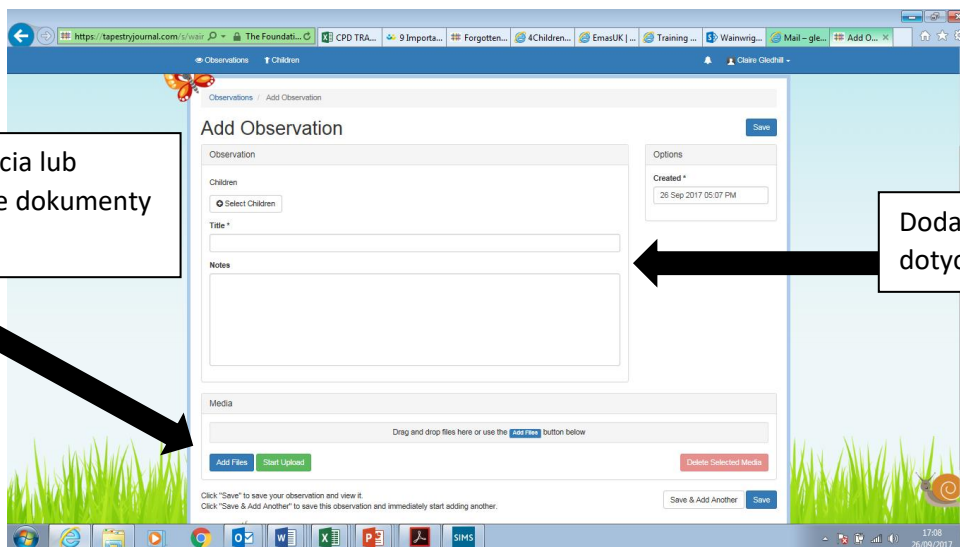 https://tapestryjournal.com/s/wair
The Foundati...
CPD TRA...
9 Importa...
Forgotten...
4Children...
EmasUK | ...
Training ...
Wainwrig...
Mail – gle...
Add O...
Observations
Children
Claire Gledhill
Observations / Add Observation
Add Observation
Save
Observation
Options
Children
Created *
Select Children
26 Sep 2017 05:07 PM
Title *
Notes
cia lub
e dokumenty
Doda
dotyc
Media
Drag and drop files here or use the Add Files button below
Add Files
Start Upload
Delete Selected Media
Click "Save" to save your observation and view it.
Click "Save & Add Another" to save this observation and immediately start adding another.
Save & Add Another
Save
SIMS
17:08
26/09/2017